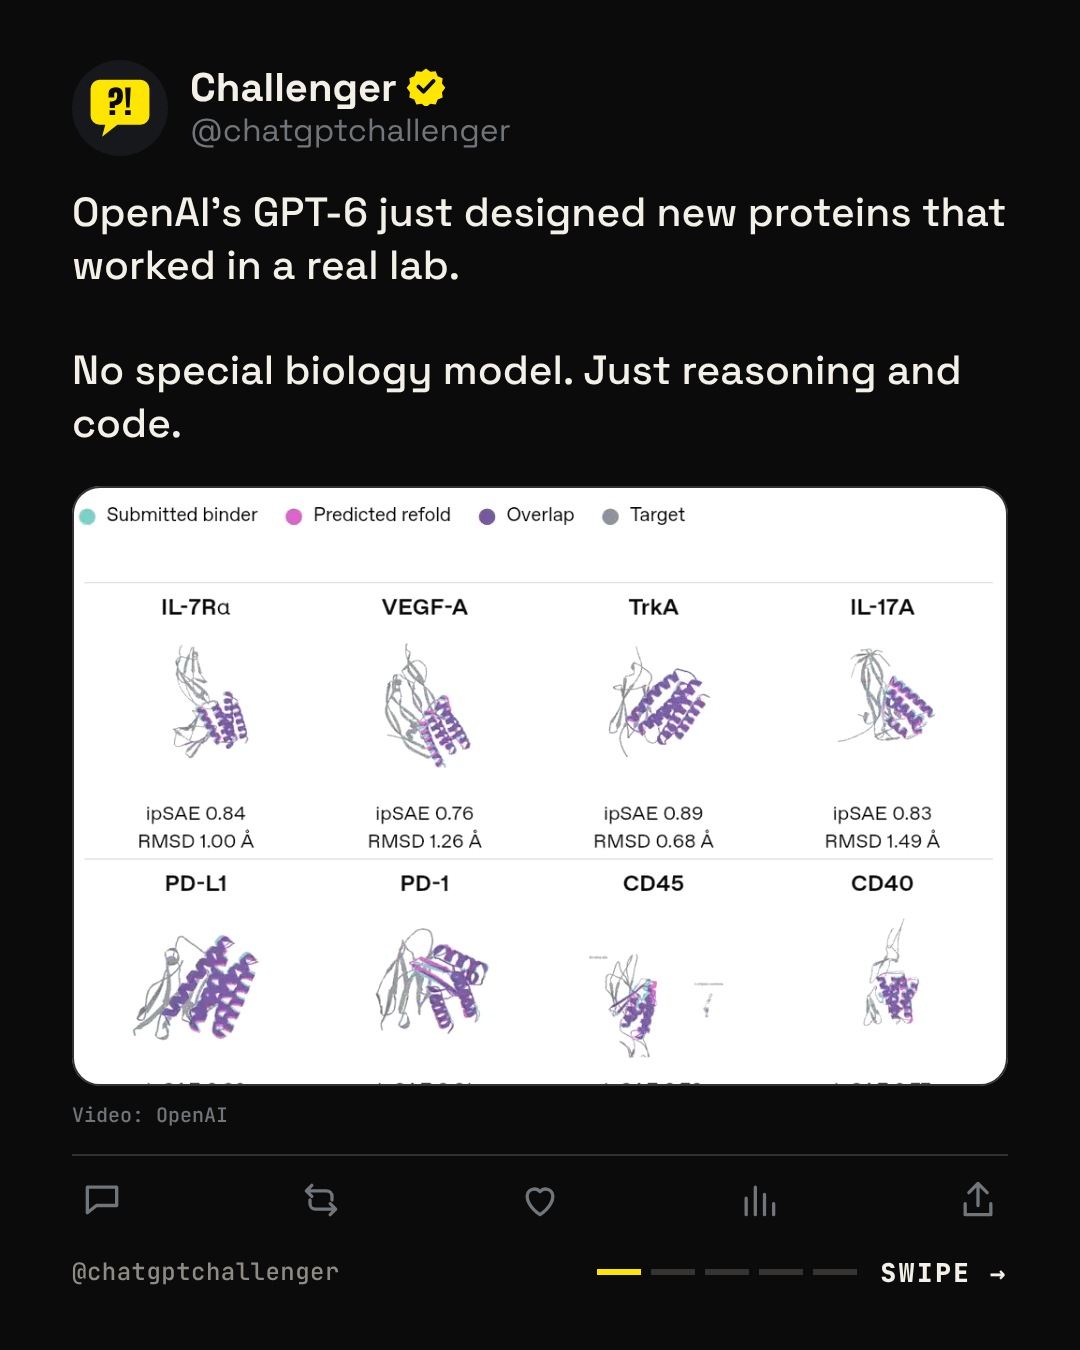 ?!
Challenger
@chatgptchallenger
OpenAI's GPT-6 just designed new proteins that
worked in a real lab.
No special biology model. Just reasoning and
code.
Submitted binder Predicted refold Overlap Target
IL-7Rα VEGF-A TrkA IL-17A
ipSAE 0.84 ipSAE 0.76 ipSAE 0.89 ipSAE 0.83
RMSD 1.00 Å RMSD 1.26 Å RMSD 0.68 Å RMSD 1.49 Å
PD-L1 PD-1 CD45 CD40
Video: OpenAI
@chatgptchallenger SWIPE →